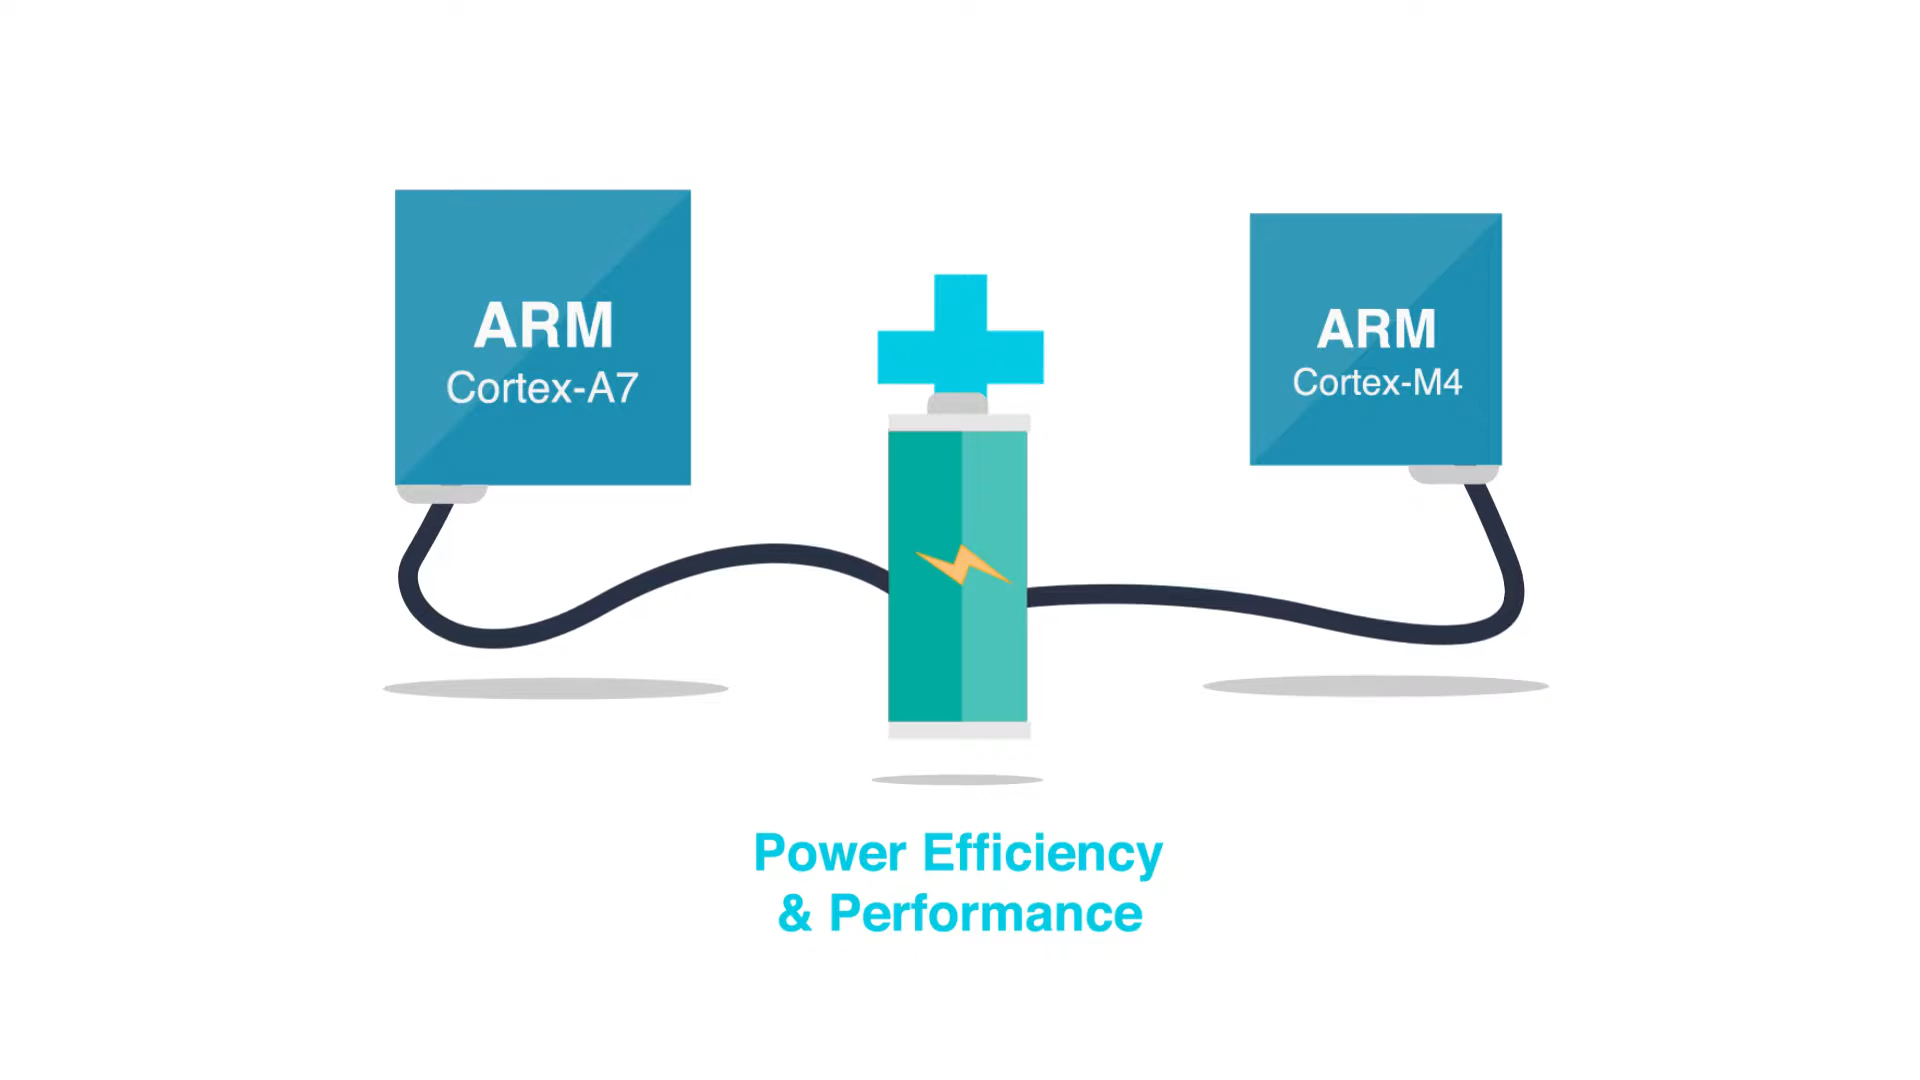 ARM
Cortex-A7
ARM
Cortex-M4
Power Efficiency
& Performance